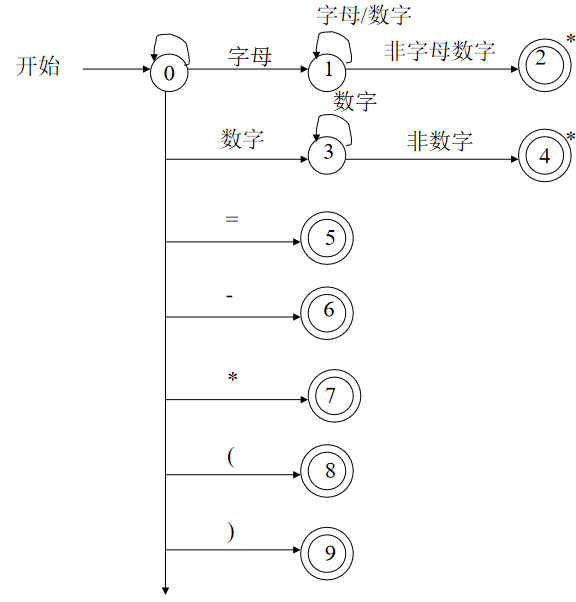 字母/数字
开始 0 字母 1 非字母数字 2 *
数字
数字 3 非数字 4 *
= 5
- 6
* 7
( 8
) 9